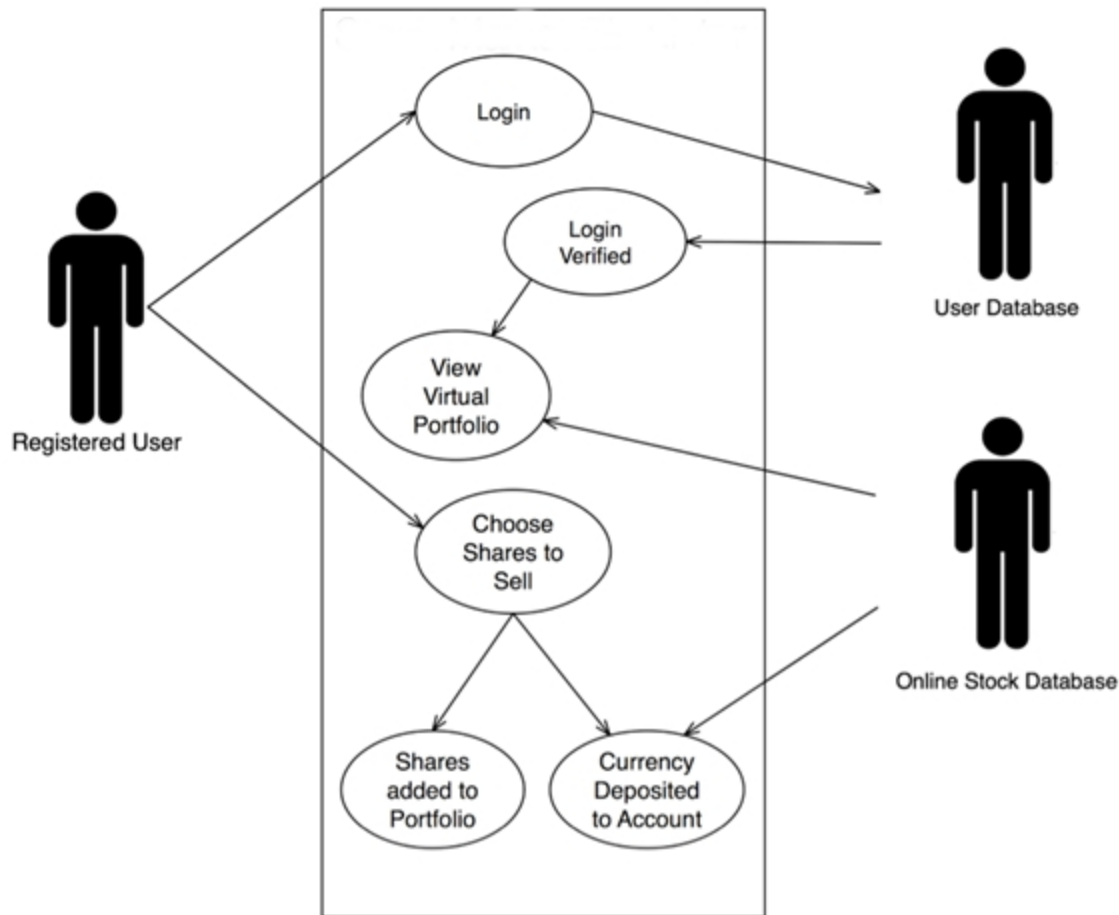 Login
Login
Verified
View
Virtual
Portfolio
Choose
Shares to
Sell
Shares
added to
Portfolio
Currency
Deposited
to Account
Registered User
User Database
Online Stock Database